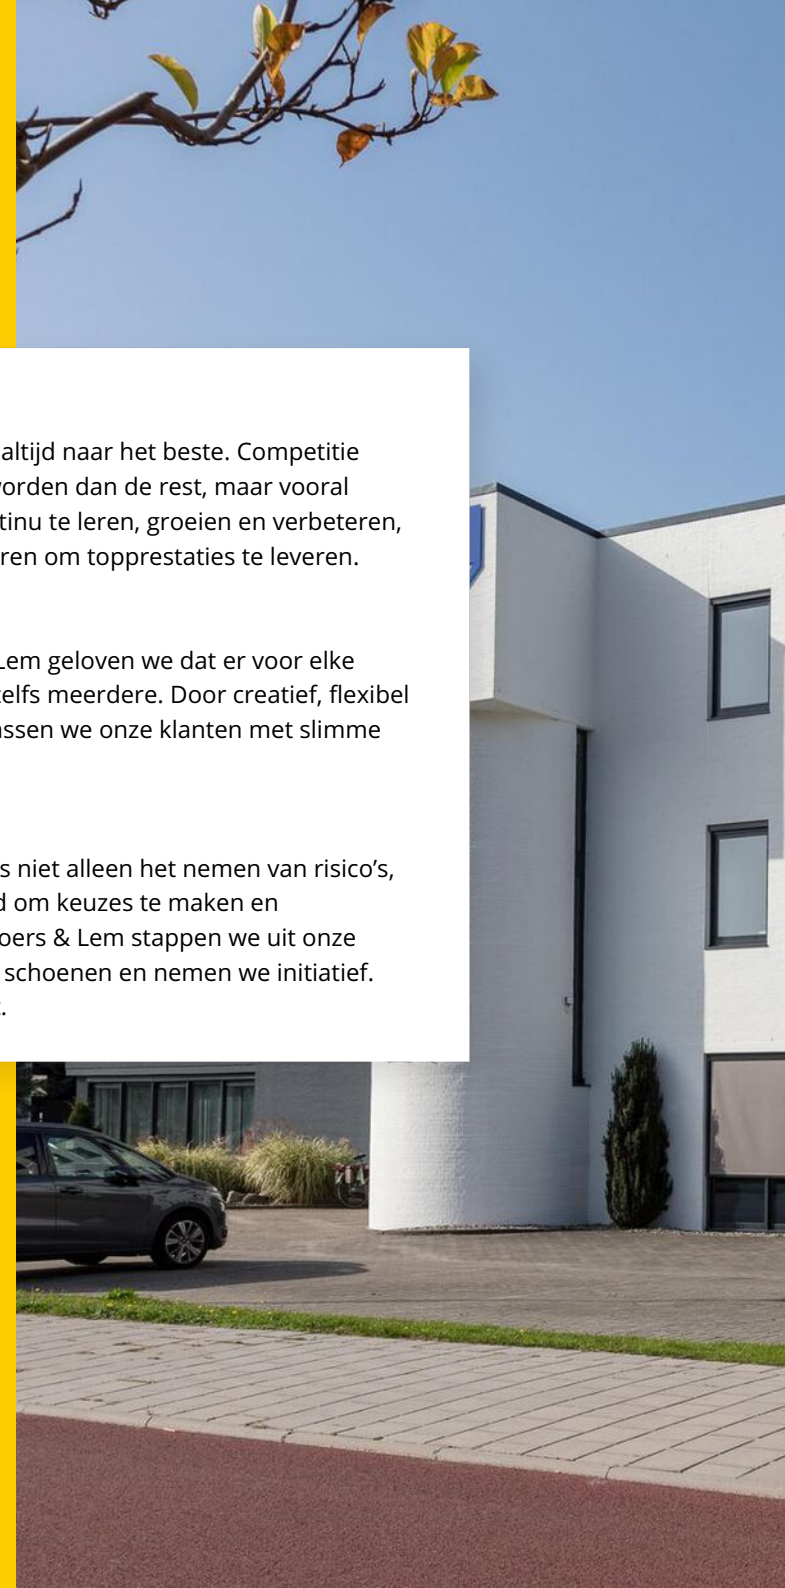 altijd naar het beste. Competitie
worden dan de rest, maar vooral
tinu te leren, groeien en verbeteren,
ren om topprestaties te leveren.
Lem geloven we dat er voor elke
zelfs meerdere. Door creatief, flexibel
assen we onze klanten met slimme
s niet alleen het nemen van risico’s,
d om keuzes te maken en
oers & Lem stappen we uit onze
schoenen en nemen we initiatief.